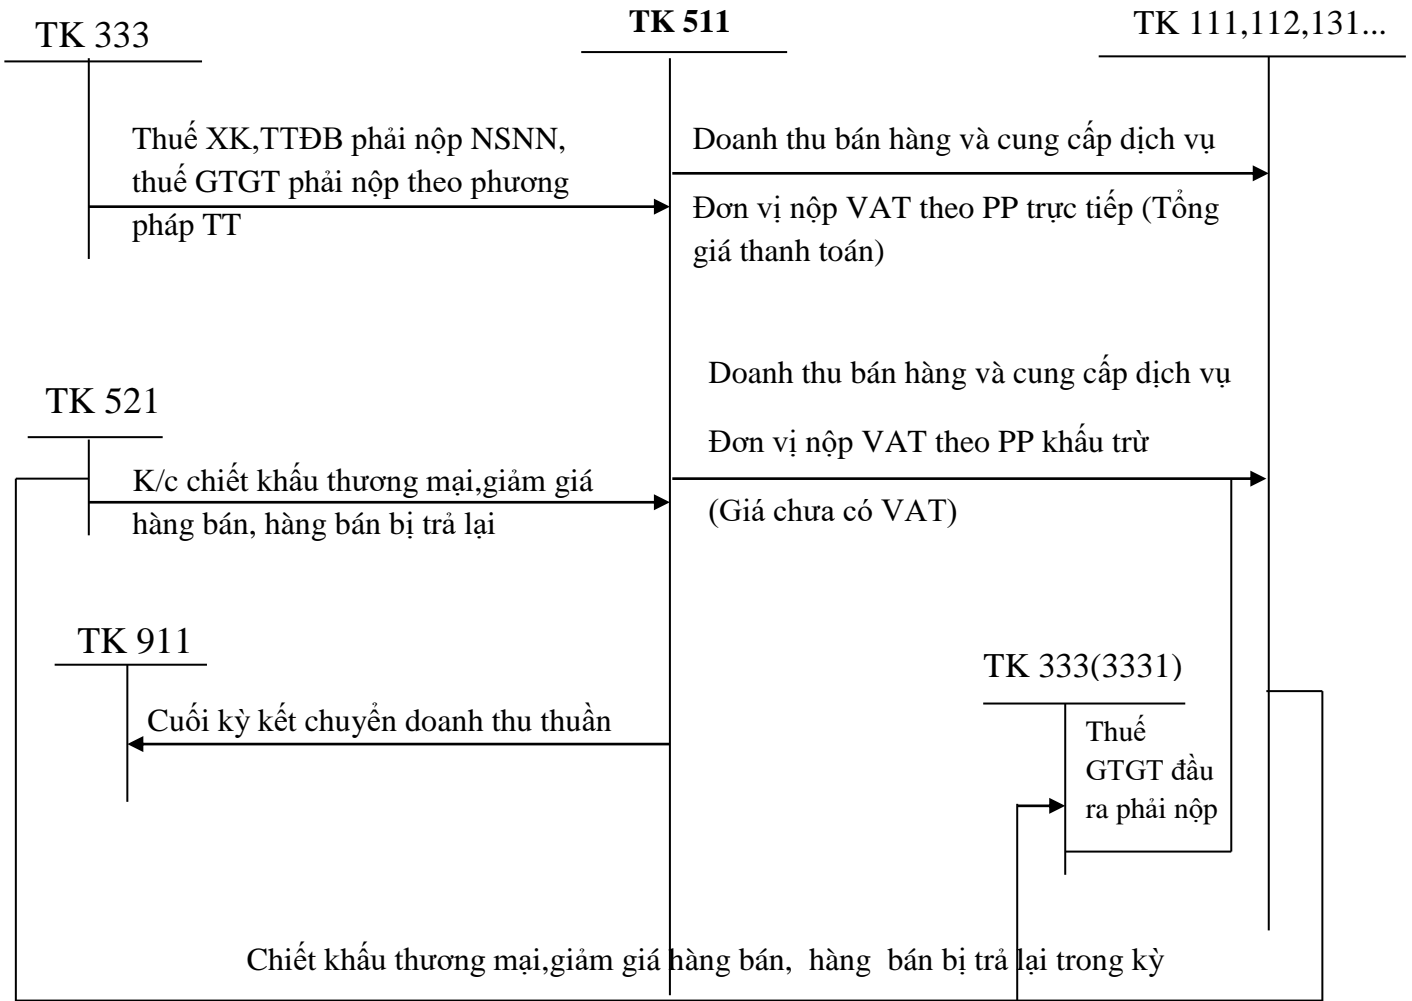 TK 333
TK 511
TK 111,112,131...
Thuế XK,TTĐB phải nộp NSNN,
thuế GTGT phải nộp theo phương
pháp TT
Doanh thu bán hàng và cung cấp dịch vụ
Đơn vị nộp VAT theo PP trực tiếp (Tổng
giá thanh toán)
TK 521
K/c chiết khấu thương mại,giảm giá
hàng bán, hàng bán bị trả lại
Doanh thu bán hàng và cung cấp dịch vụ
Đơn vị nộp VAT theo PP khấu trừ
(Giá chưa có VAT)
TK 911
Cuối kỳ kết chuyển doanh thu thuần
TK 333(3331)
Thuế
GTGT đầu
ra phải nộp
Chiết khấu thương mại,giảm giá hàng bán, hàng bán bị trả lại trong kỳ